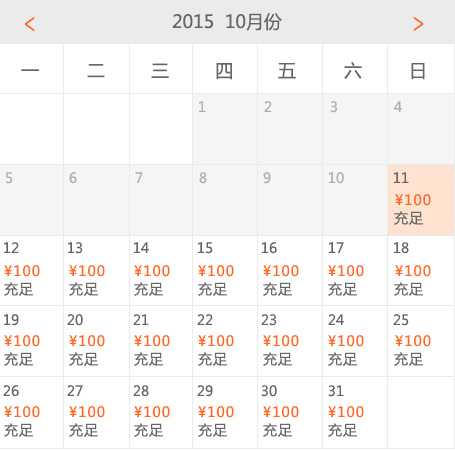 < 2015 10月份 >
一 二 三 四 五 六 日
1 2 3 4
5 6 7 8 9 10 11
¥100
充足
12 13 14 15 16 17 18
¥100 ¥100 ¥100 ¥100 ¥100 ¥100 ¥100
充足 充足 充足 充足 充足 充足 充足
19 20 21 22 23 24 25
¥100 ¥100 ¥100 ¥100 ¥100 ¥100 ¥100
充足 充足 充足 充足 充足 充足 充足
26 27 28 29 30 31
¥100 ¥100 ¥100 ¥100 ¥100 ¥100
充足 充足 充足 充足 充足 充足